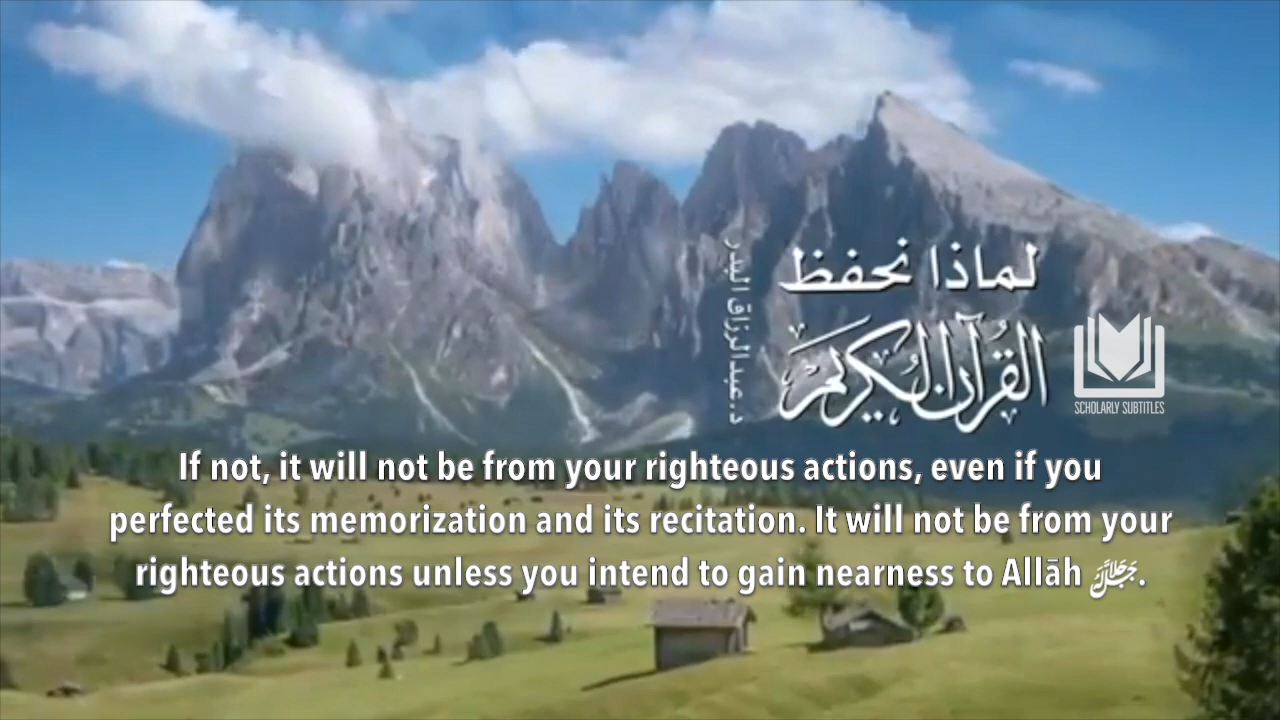 لماذا نحفظ
القُرآن الكريم
د. عبدالرزاق البدر
SCHOLARLY SUBTITLES
If not, it will not be from your righteous actions, even if you
perfected its memorization and its recitation. It will not be from your
righteous actions unless you intend to gain nearness to Allāh ﷻ.